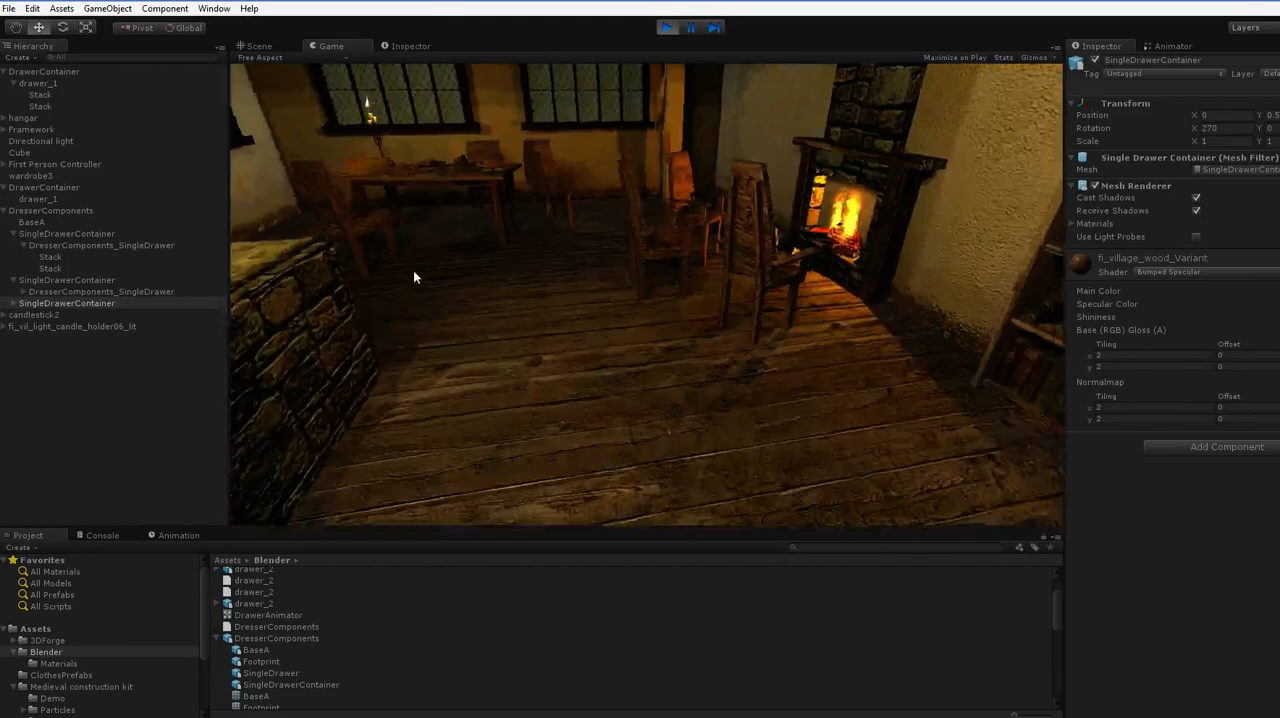 File Edit Assets GameObject Component Window Help
Pivot Global Layers
Hierarchy Scene Game Inspector Inspector Animator
Create All Free Aspect Maximize on Play Stats Gizmos SingleDrawerContainer
DrawerContainer Tag Untagged Layer Defa
drawer_1
Stack Transform
Stack Position X 0 Y 0.5
hangar Rotation X 270 Y 0
Framework Scale X 1 Y 1
Directional light
Cube Single Drawer Container (Mesh Filter)
First Person Controller Mesh SingleDrawerConta
wardrobe3 Mesh Renderer
DrawerContainer Cast Shadows
drawer_1 Receive Shadows
DresserComponents Materials
BaseA Use Light Probes
SingleDrawerContainer
DresserComponents_SingleDrawer fi_village_wood_Variant
Stack Shader Bumped Specular
Stack
SingleDrawerContainer Main Color
DresserComponents_SingleDrawer Specular Color
SingleDrawerContainer Shininess
candlestick2 Base (RGB) Gloss (A)
fi_vil_light_candle_holder06_lit Tiling Offset
x 2 0
y 2 0
Normalmap
Tiling Offset
x 2 0
y 2 0
Add Component
Project Console Animation
Create
Favorites Assets Blender
All Materials drawer_2
All Models drawer_2
All Prefabs drawer_2
All Scripts drawer_2
DrawerAnimator
Assets DresserComponents
3DForge DresserComponents
Blender BaseA
Materials Footprint
ClothesPrefabs SingleDrawer
Medieval construction kit SingleDrawerContainer
Demo BaseA
Particles Footprint